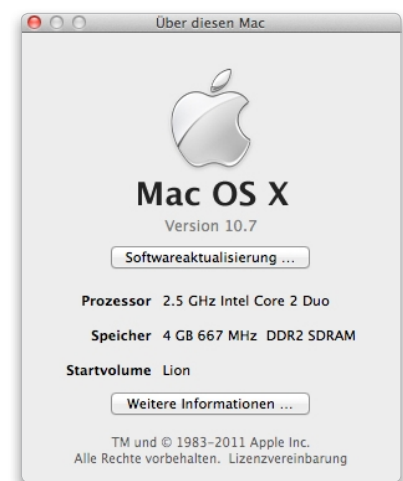 Über diesen Mac
Mac OS X
Version 10.7
Softwareaktualisierung ...
Prozessor 2.5 GHz Intel Core 2 Duo
Speicher 4 GB 667 MHz DDR2 SDRAM
Startvolume Lion
Weitere Informationen ...
TM und © 1983–2011 Apple Inc.
Alle Rechte vorbehalten. Lizenzvereinbarung